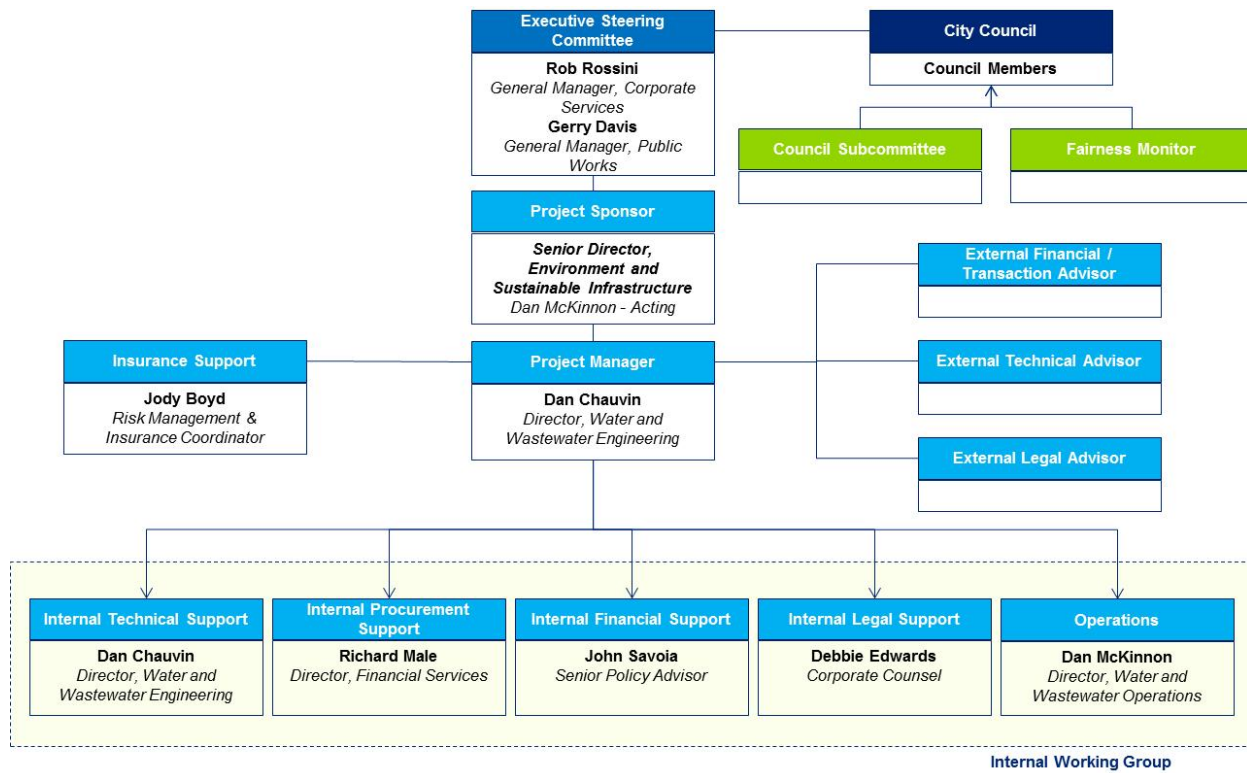 Executive Steering
Committee
Rob Rossini
General Manager, Corporate
Services
Gerry Davis
General Manager, Public
Works
City Council
Council Members
Council Subcommittee
Fairness Monitor
Project Sponsor
Senior Director,
Environment and
Sustainable Infrastructure
Dan McKinnon - Acting
External Financial /
Transaction Advisor
Insurance Support
Jody Boyd
Risk Management &
Insurance Coordinator
Project Manager
Dan Chauvin
Director, Water and
Wastewater Engineering
External Technical Advisor
External Legal Advisor
Internal Technical Support
Dan Chauvin
Director, Water and
Wastewater Engineering
Internal Procurement
Support
Richard Male
Director, Financial Services
Internal Financial Support
John Savoia
Senior Policy Advisor
Internal Legal Support
Debbie Edwards
Corporate Counsel
Operations
Dan McKinnon
Director, Water and
Wastewater Operations
Internal Working Group